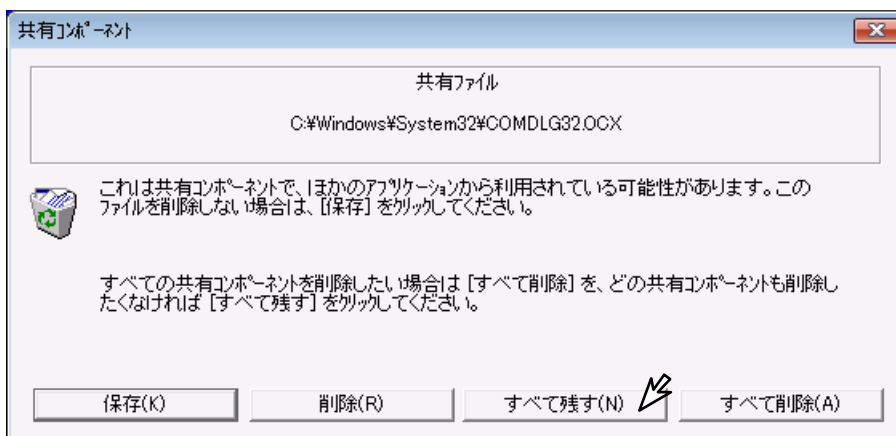 共有ｺﾝﾎﾟｰﾈﾝﾄ
共有ﾌｧｲﾙ
C:¥Windows¥System32¥COMDLG32.OCX
これは共有ｺﾝﾎﾟｰﾈﾝﾄで、ほかのｱﾌﾟﾘｹｰｼｮﾝから利用されている可能性があります。この
ﾌｧｲﾙを削除しない場合は、[保存] をｸﾘｯｸしてください。
すべての共有ｺﾝﾎﾟｰﾈﾝﾄを削除したい場合は [すべて削除] を、どの共有ｺﾝﾎﾟｰﾈﾝﾄも削除し
たくなければ [すべて残す] をｸﾘｯｸしてください。
保存(K)
削除(R)
すべて残す(N)
すべて削除(A)